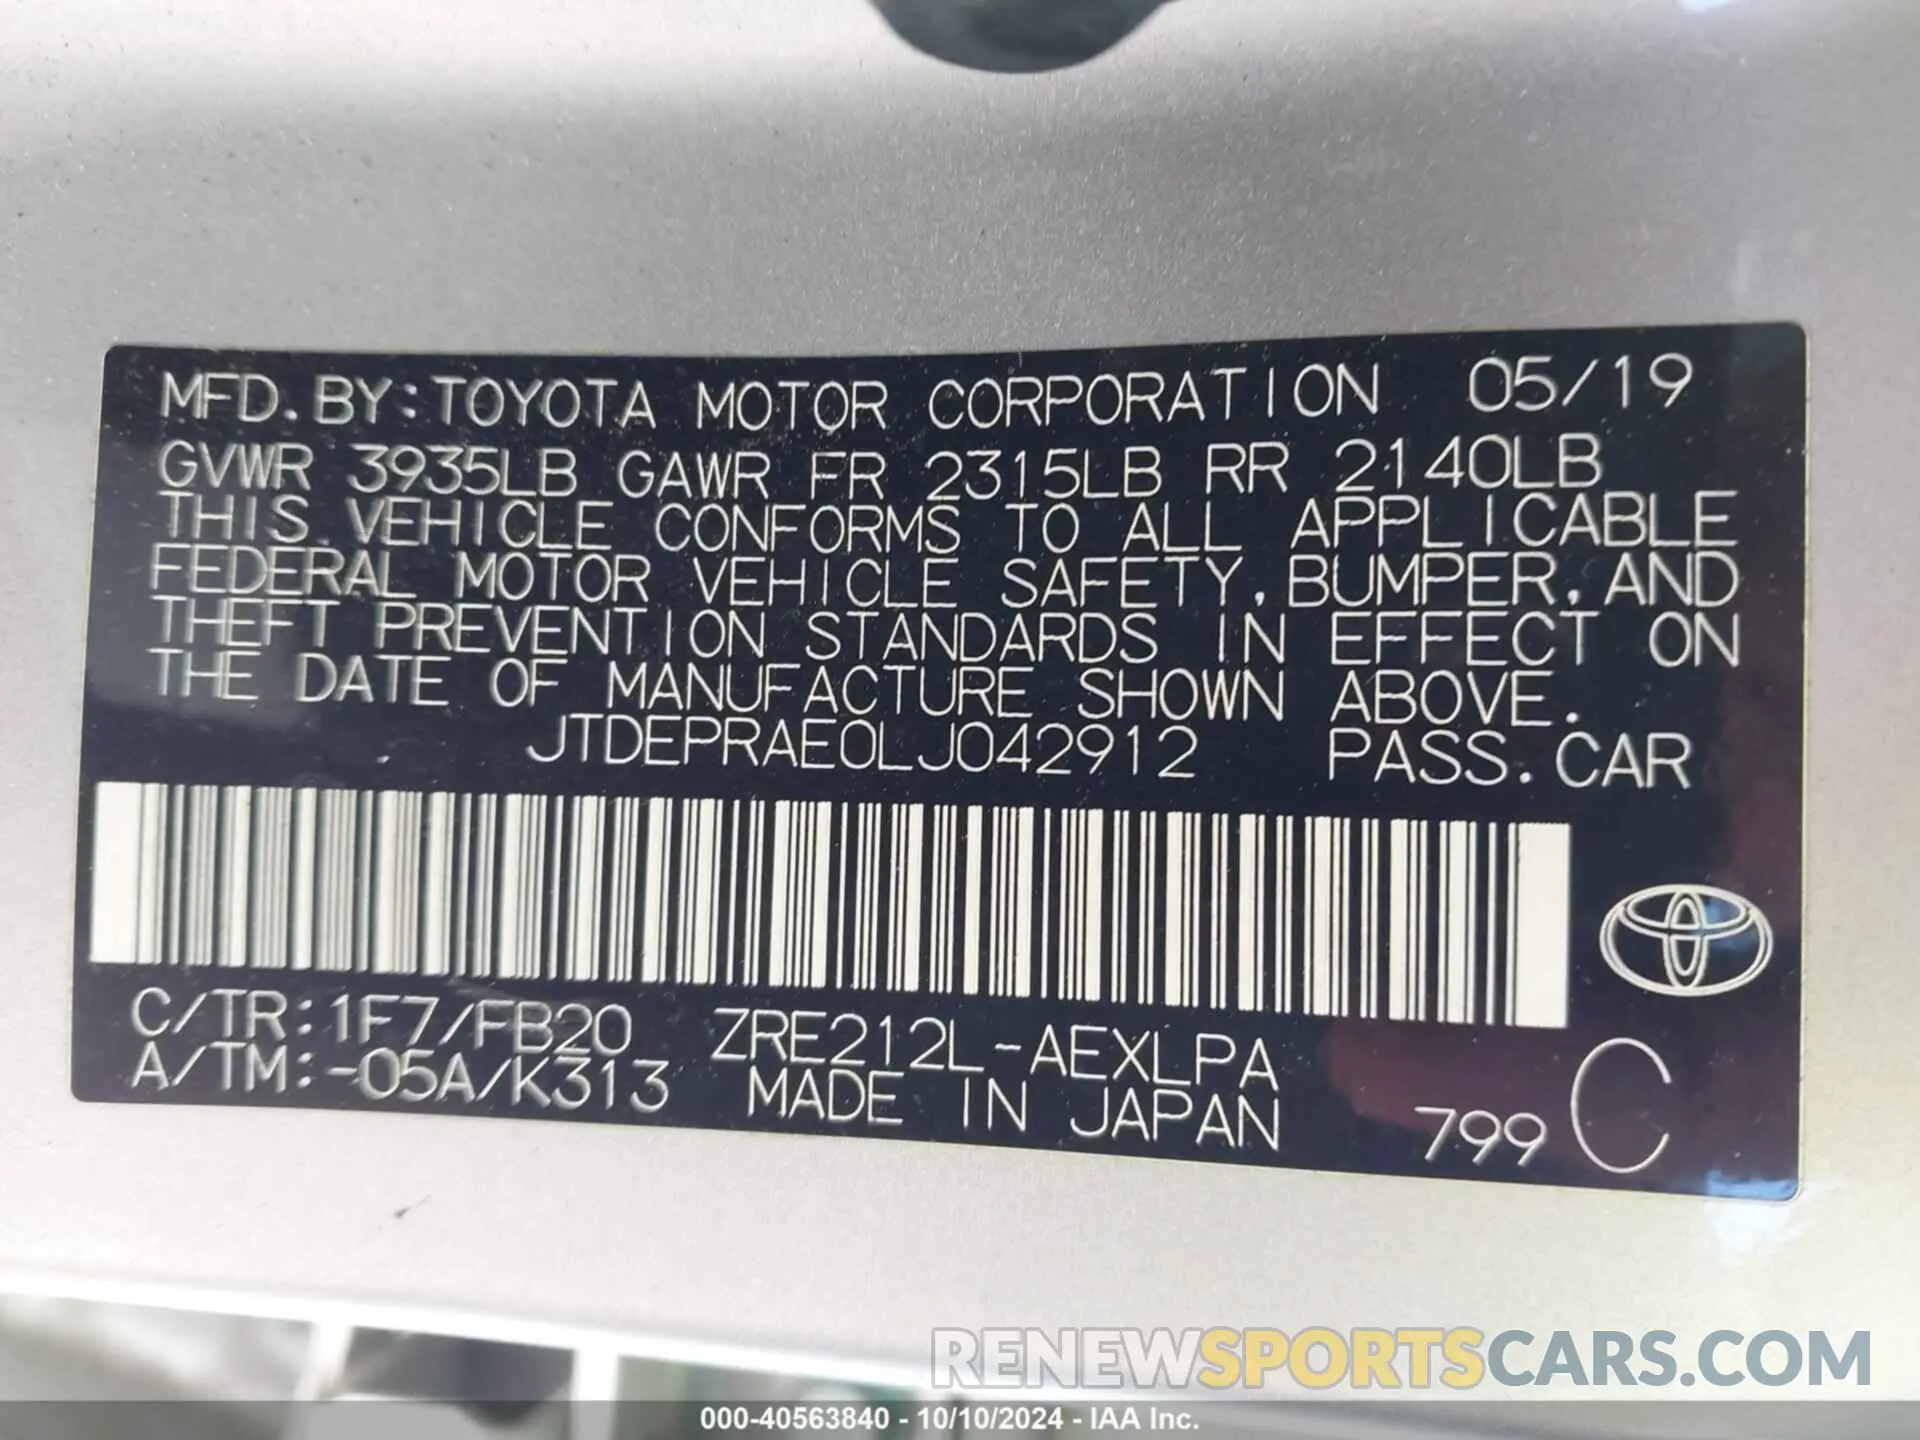 MFD. BY: TOYOTA MOTOR CORPORATION 05/19
GVWR 3935LB GAWR FR 2315LB RR 2140LB
THIS VEHICLE CONFORMS TO ALL APPLICABLE
FEDERAL MOTOR VEHICLE SAFETY, BUMPER, AND
THEFT PREVENTION STANDARDS IN EFFECT ON
THE DATE OF MANUFACTURE SHOWN ABOVE.
JTDEPRAE0LJ042912 PASS. CAR
C/TR: 1F7/FB20 ZRE212L-AEXLPA
A/TM: -05A/K313 MADE IN JAPAN 799 C
RENEWSPORTSCARS.COM
000-40563840 - 10/10/2024 - IAA Inc.